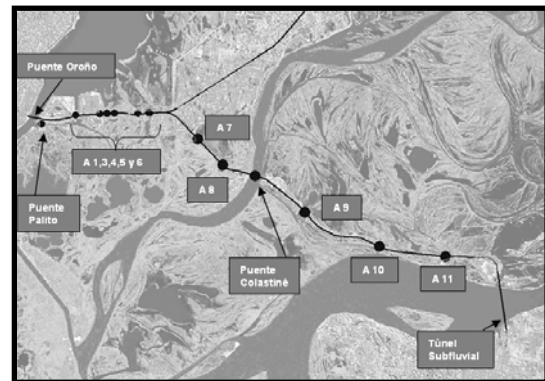 Puente Oroño
A 7
A 1,3,4,5 y 6
A 8
Puente
Palito
A 9
Puente
Colastiné
A 10
A 11
Túnel
Subfluvial